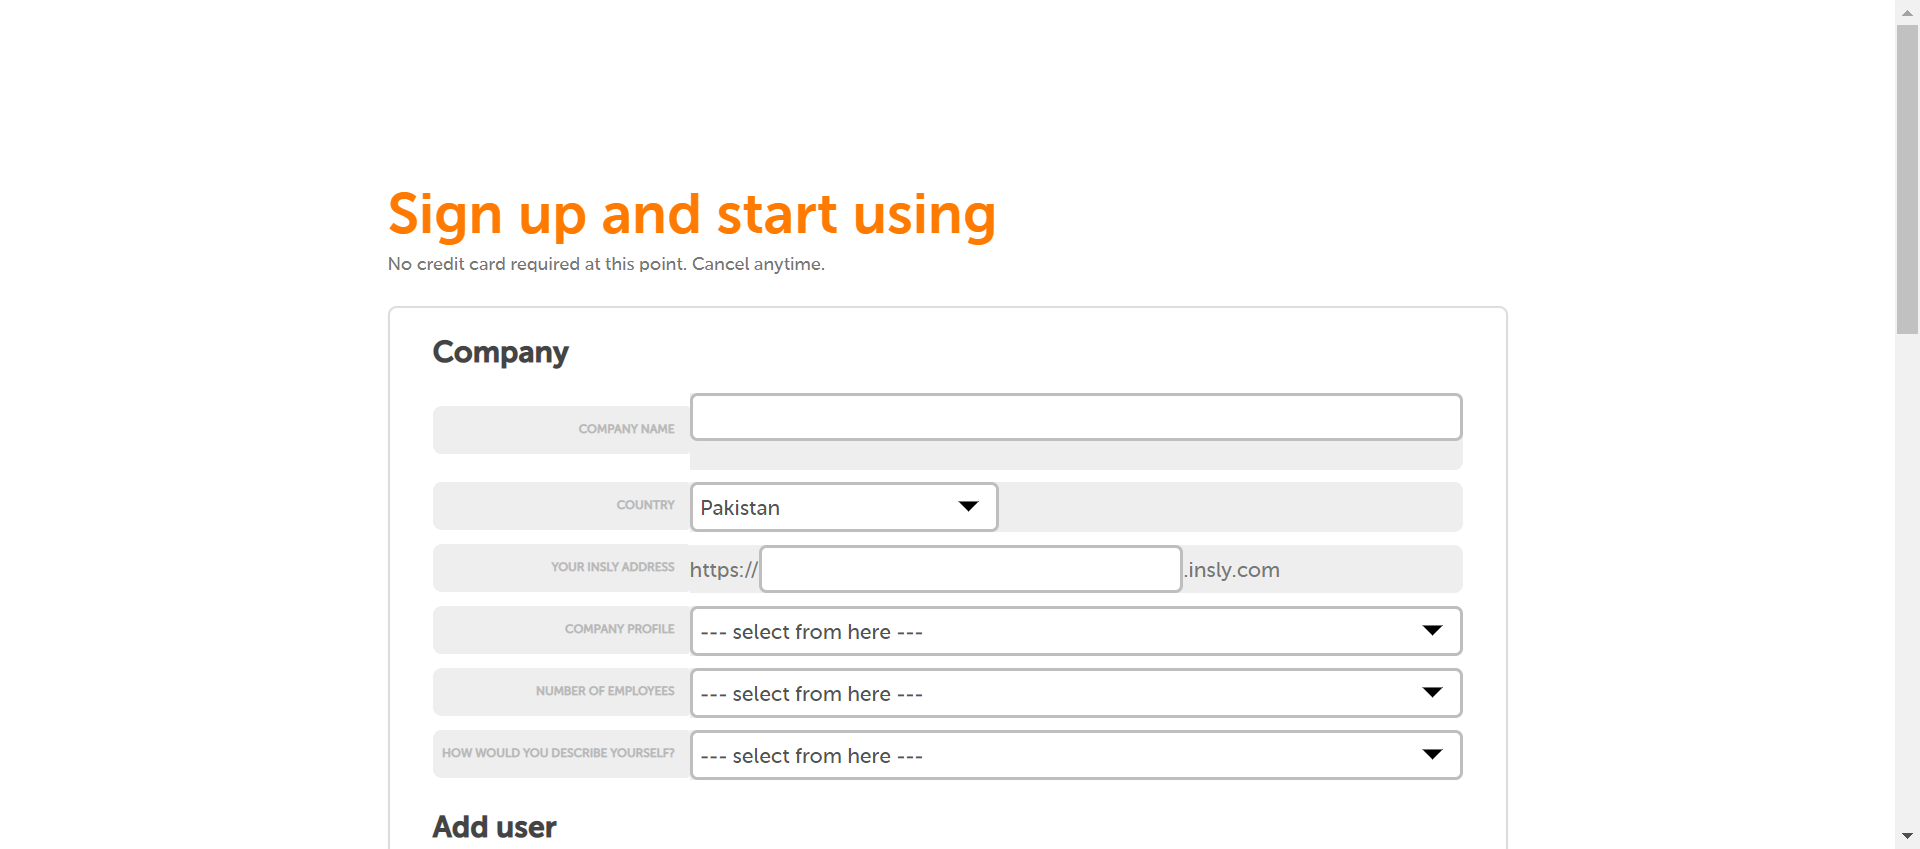 Sign up and start using
No credit card required at this point. Cancel anytime.
Company
COMPANY NAME
COUNTRY
Pakistan
YOUR INSLY ADDRESS
https://
.insly.com
COMPANY PROFILE
--- select from here ---
NUMBER OF EMPLOYEES
--- select from here ---
HOW WOULD YOU DESCRIBE YOURSELF?
--- select from here ---
Add user